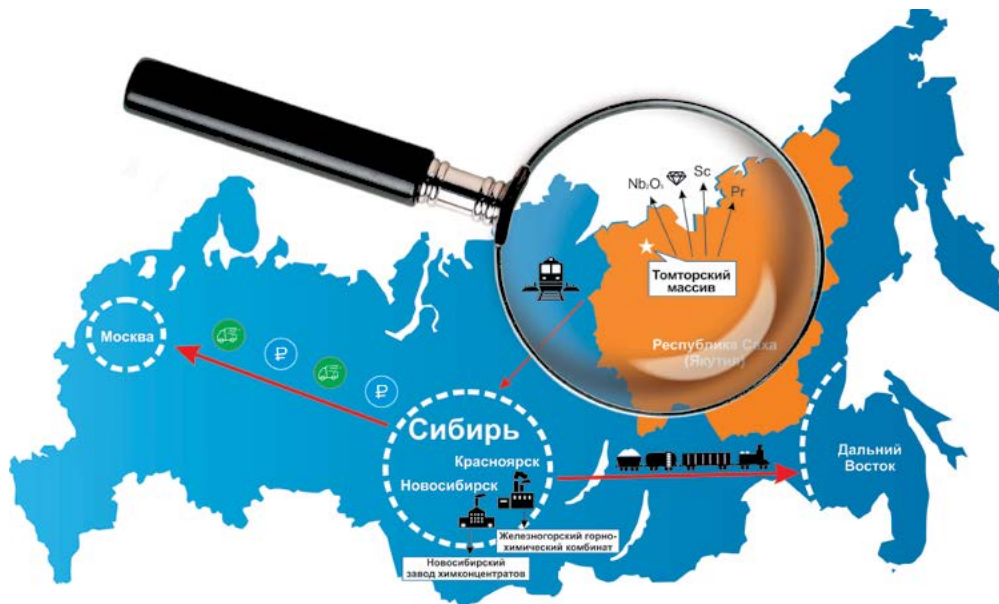 Nb₂O₅
Sc
Pr
Томторский
массив
Республика Саха
(Якутия)
Москва
₽
₽
Сибирь
Красноярск
Новосибирск
Дальний
Восток
Железногорский горно-
химический комбинат
Новосибирский
завод химконцентратов